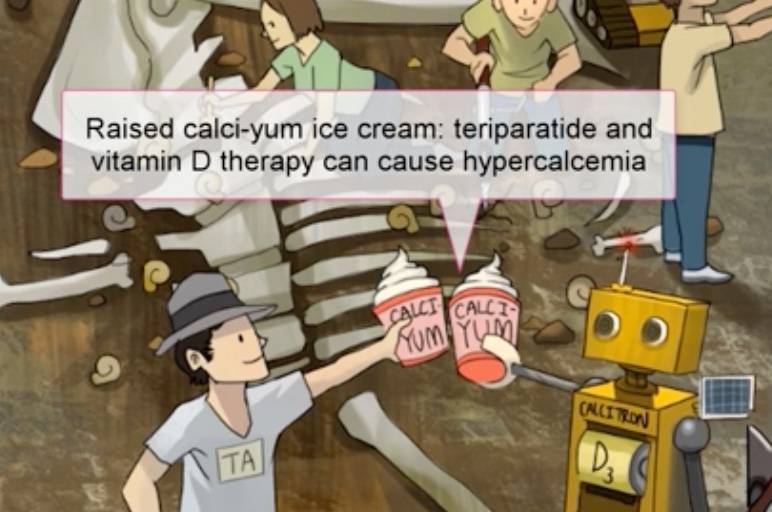 Raised calci-yum ice cream: teriparatide and
vitamin D therapy can cause hypercalcemia
CALCI-
YUM
CALCI-
YUM
TA
CALCITRON
D3